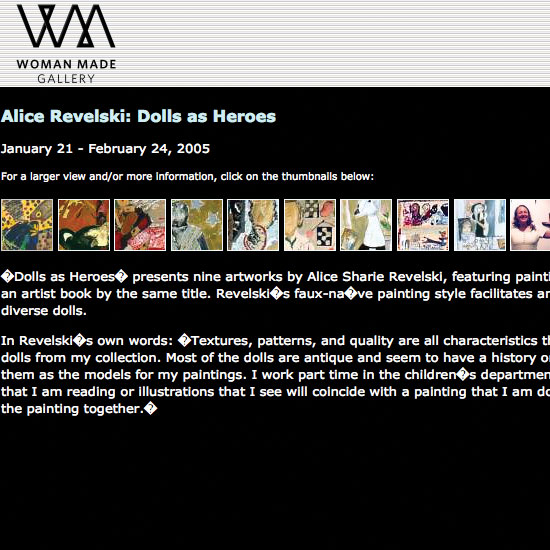 WOMAN MADE
GALLERY
Alice Revelski: Dolls as Heroes
January 21 - February 24, 2005
For a larger view and/or more information, click on the thumbnails below:
�Dolls as Heroes� presents nine artworks by Alice Sharie Revelski, featuring
an artist book by the same title. Revelski�s faux-na�ve painting style facilitates
diverse dolls.
In Revelski�s own words: �Textures, patterns, and quality are all characteristics
dolls from my collection. Most of the dolls are antique and seem to have a history
them as the models for my paintings. I work part time in the children�s
that I am reading or illustrations that I see will coincide with a painting that I am
the painting together.�